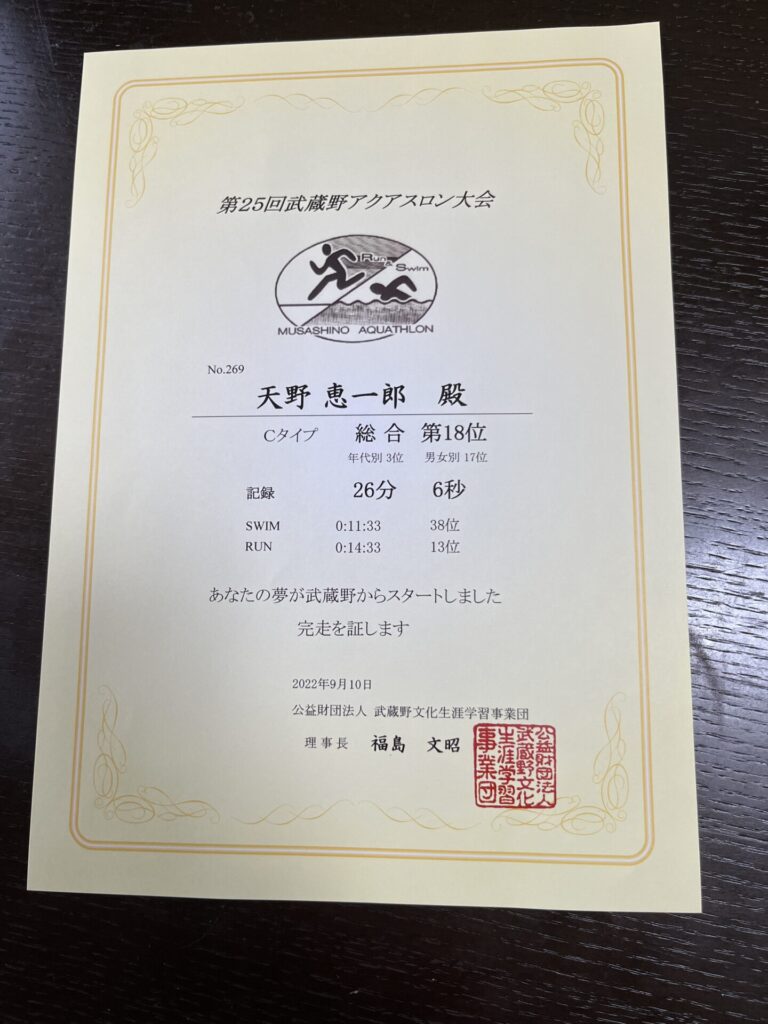 第25回武蔵野アクアスロン大会
Run & Swim
MUSASHINO AQUATHLON
No.269
天野 恵一郎 殿
Cタイプ 総合 第18位
年代別 3位 男女別 17位
記録 26分 6秒
SWIM 0:11:33 38位
RUN 0:14:33 13位
あなたの夢が武蔵野からスタートしました
完走を証します
2022年9月10日
公益財団法人 武蔵野文化生涯学習事業団
理事長 福島 文昭
公益財団法人
武蔵野文化
生涯学習
事業団